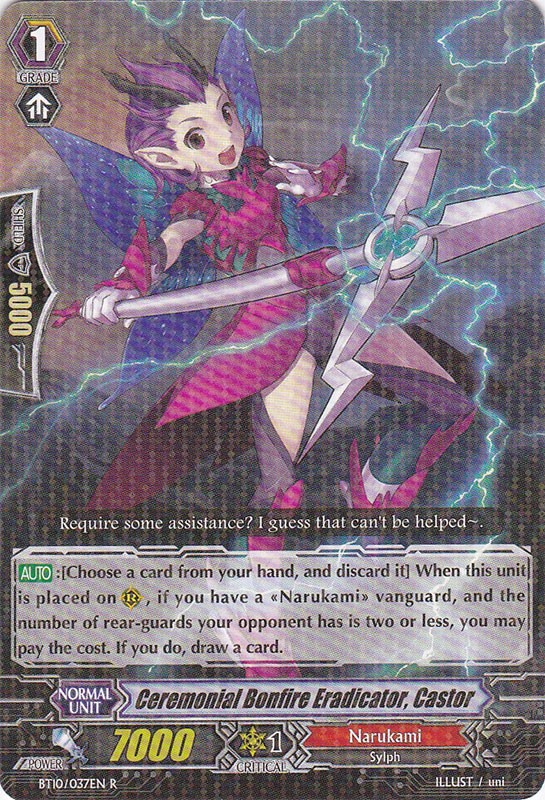 1
GRADE
SHIELD
5000
Require some assistance? I guess that can't be helped~.
AUTO :[Choose a card from your hand, and discard it] When this unit
is placed on R , if you have a «Narukami» vanguard, and the
number of rear-guards your opponent has is two or less, you may
pay the cost. If you do, draw a card.
NORMAL
UNIT
Ceremonial Bonfire Eradicator, Castor
POWER
7000
1
CRITICAL
Narukami
Sylph
BT10/037EN R
ILLUST / uni